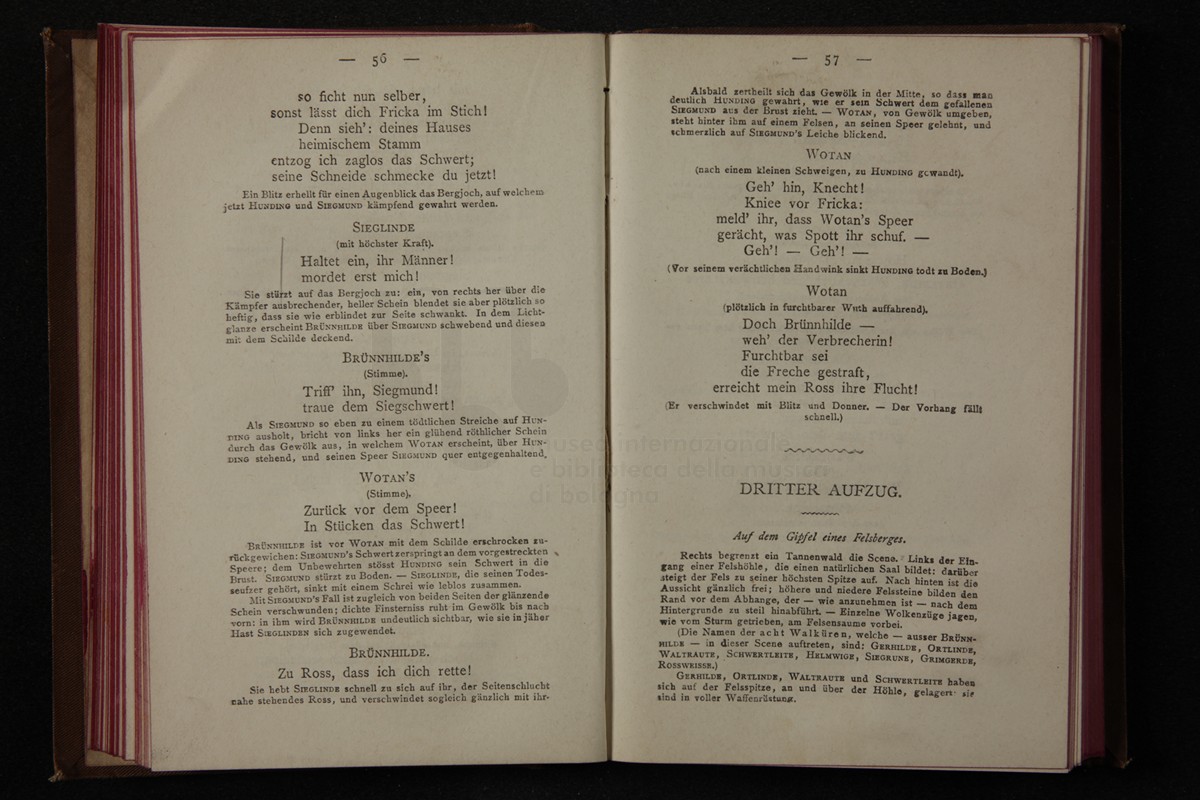 — 56 —
so ficht nun selber,
sonst lässt dich Fricka im Stich!
Denn sieh’: deines Hauses
heimischem Stamm
entzog ich zaglos das Schwert;
seine Schneide schmecke du jetzt!
Ein Blitz erhellt für einen Augenblick das Bergjoch, auf welchem
jetzt HUNDING und SIEGMUND kämpfend gewahrt werden.
SIEGLINDE
(mit höchster Kraft).
Haltet ein, ihr Männer!
mordet erst mich!
Sie stürzt auf das Bergjoch zu: ein, von rechts her über die
Kämpfer ausbrechender, heller Schein blendet sie aber plötzlich so
heftig, dass sie wie erblindet zur Seite schwankt. In dem Licht-
glanze erscheint BRÜNNHILDE über SIEGMUND schwebend und diesen
mit dem Schilde deckend.
BRÜNNHILDE’S
(Stimme).
Triff’ ihn, Siegmund!
traue dem Siegschwert!
Als SIEGMUND so eben zu einem tödtlichen Streiche auf HUN-
DING ausholt, bricht von links her ein glühend röthlicher Schein
durch das Gewölk aus, in welchem WOTAN erscheint, über HUN-
DING stehend, und seinen Speer SIEGMUND quer entgegenhaltend.
WOTAN’S
(Stimme).
Zurück vor dem Speer!
In Stücken das Schwert!
BRÜNNHILDE ist vor WOTAN mit dem Schilde erschrocken zu-
rückgewichen: SIEGMUND’S Schwert zerspringt an dem vorgestreckten
Speere; dem Unbewehrten stösst HUNDING sein Schwert in die
Brust. SIEGMUND stürzt zu Boden. — SIEGLINDE, die seinen Todes-
seufzer gehört, sinkt mit einem Schrei wie leblos zusammen.
Mit SIEGMUND’S Fall ist zugleich von beiden Seiten der glänzende
Schein verschwunden; dichte Finsterniss ruht im Gewölk bis nach
vorn: in ihm wird BRÜNNHILDE undeutlich sichtbar, wie sie in jäher
Hast SIEGLINDEN sich zugewendet.
BRÜNNHILDE.
Zu Ross, dass ich dich rette!
Sie hebt SIEGLINDE schnell zu sich auf ihr, der Seitenschlucht
nahe stehendes Ross, und verschwindet sogleich gänzlich mit ihr.
— 57 —
Alsbald zertheilt sich das Gewölk in der Mitte, so dass man
deutlich HUNDING gewahrt, wie er sein Schwert dem gefallenen
SIEGMUND aus der Brust zieht. — WOTAN, von Gewölk umgeben,
steht hinter ihm auf einem Felsen, an seinen Speer gelehnt, und
schmerzlich auf SIEGMUND’S Leiche blickend.
WOTAN
(nach einem kleinen Schweigen, zu HUNDING gewandt).
Geh’ hin, Knecht!
Kniee vor Fricka:
meld’ ihr, dass Wotan’s Speer
gerächt, was Spott ihr schuf. —
Geh’! — Geh’! —
(Vor seinem verächtlichen Handwink sinkt HUNDING todt zu Boden.)
Wotan
(plötzlich in furchtbarer Wuth auffahrend).
Doch Brünnhilde —
weh’ der Verbrecherin!
Furchtbar sei
die Freche gestraft,
erreicht mein Ross ihre Flucht!
(Er verschwindet mit Blitz und Donner. — Der Vorhang fällt
schnell.)
DRITTER AUFZUG.
Auf dem Gipfel eines Felsberges.
Rechts begrenzt ein Tannenwald die Scene. Links der Ein-
gang einer Felshöhle, die einen natürlichen Saal bildet: darüber
steigt der Fels zu seiner höchsten Spitze auf. Nach hinten ist die
Aussicht gänzlich frei; höhere und niedere Felssteine bilden den
Rand vor dem Abhange, der — wie anzunehmen ist — nach dem
Hintergrunde zu steil hinabführt. — Einzelne Wolkenzüge jagen,
wie vom Sturm getrieben, am Felsensaume vorbei.
(Die Namen der acht Walküren, welche — ausser BRÜNN-
HILDE — in dieser Scene auftreten, sind: GERHILDE, ORTLINDE,
WALTRAUTE, SCHWERTLEITE, HELMWIGE, SIEGRUNE, GRIMGERDE,
ROSSWEISSE.)
GERHILDE, ORTLINDE, WALTRAUTE und SCHWERTLEITE haben
sich auf der Felsspitze, an und über der Höhle, gelagert: sie
sind in voller Waffenrüstung.
museo internazionale
e biblioteca della musica
di bologna